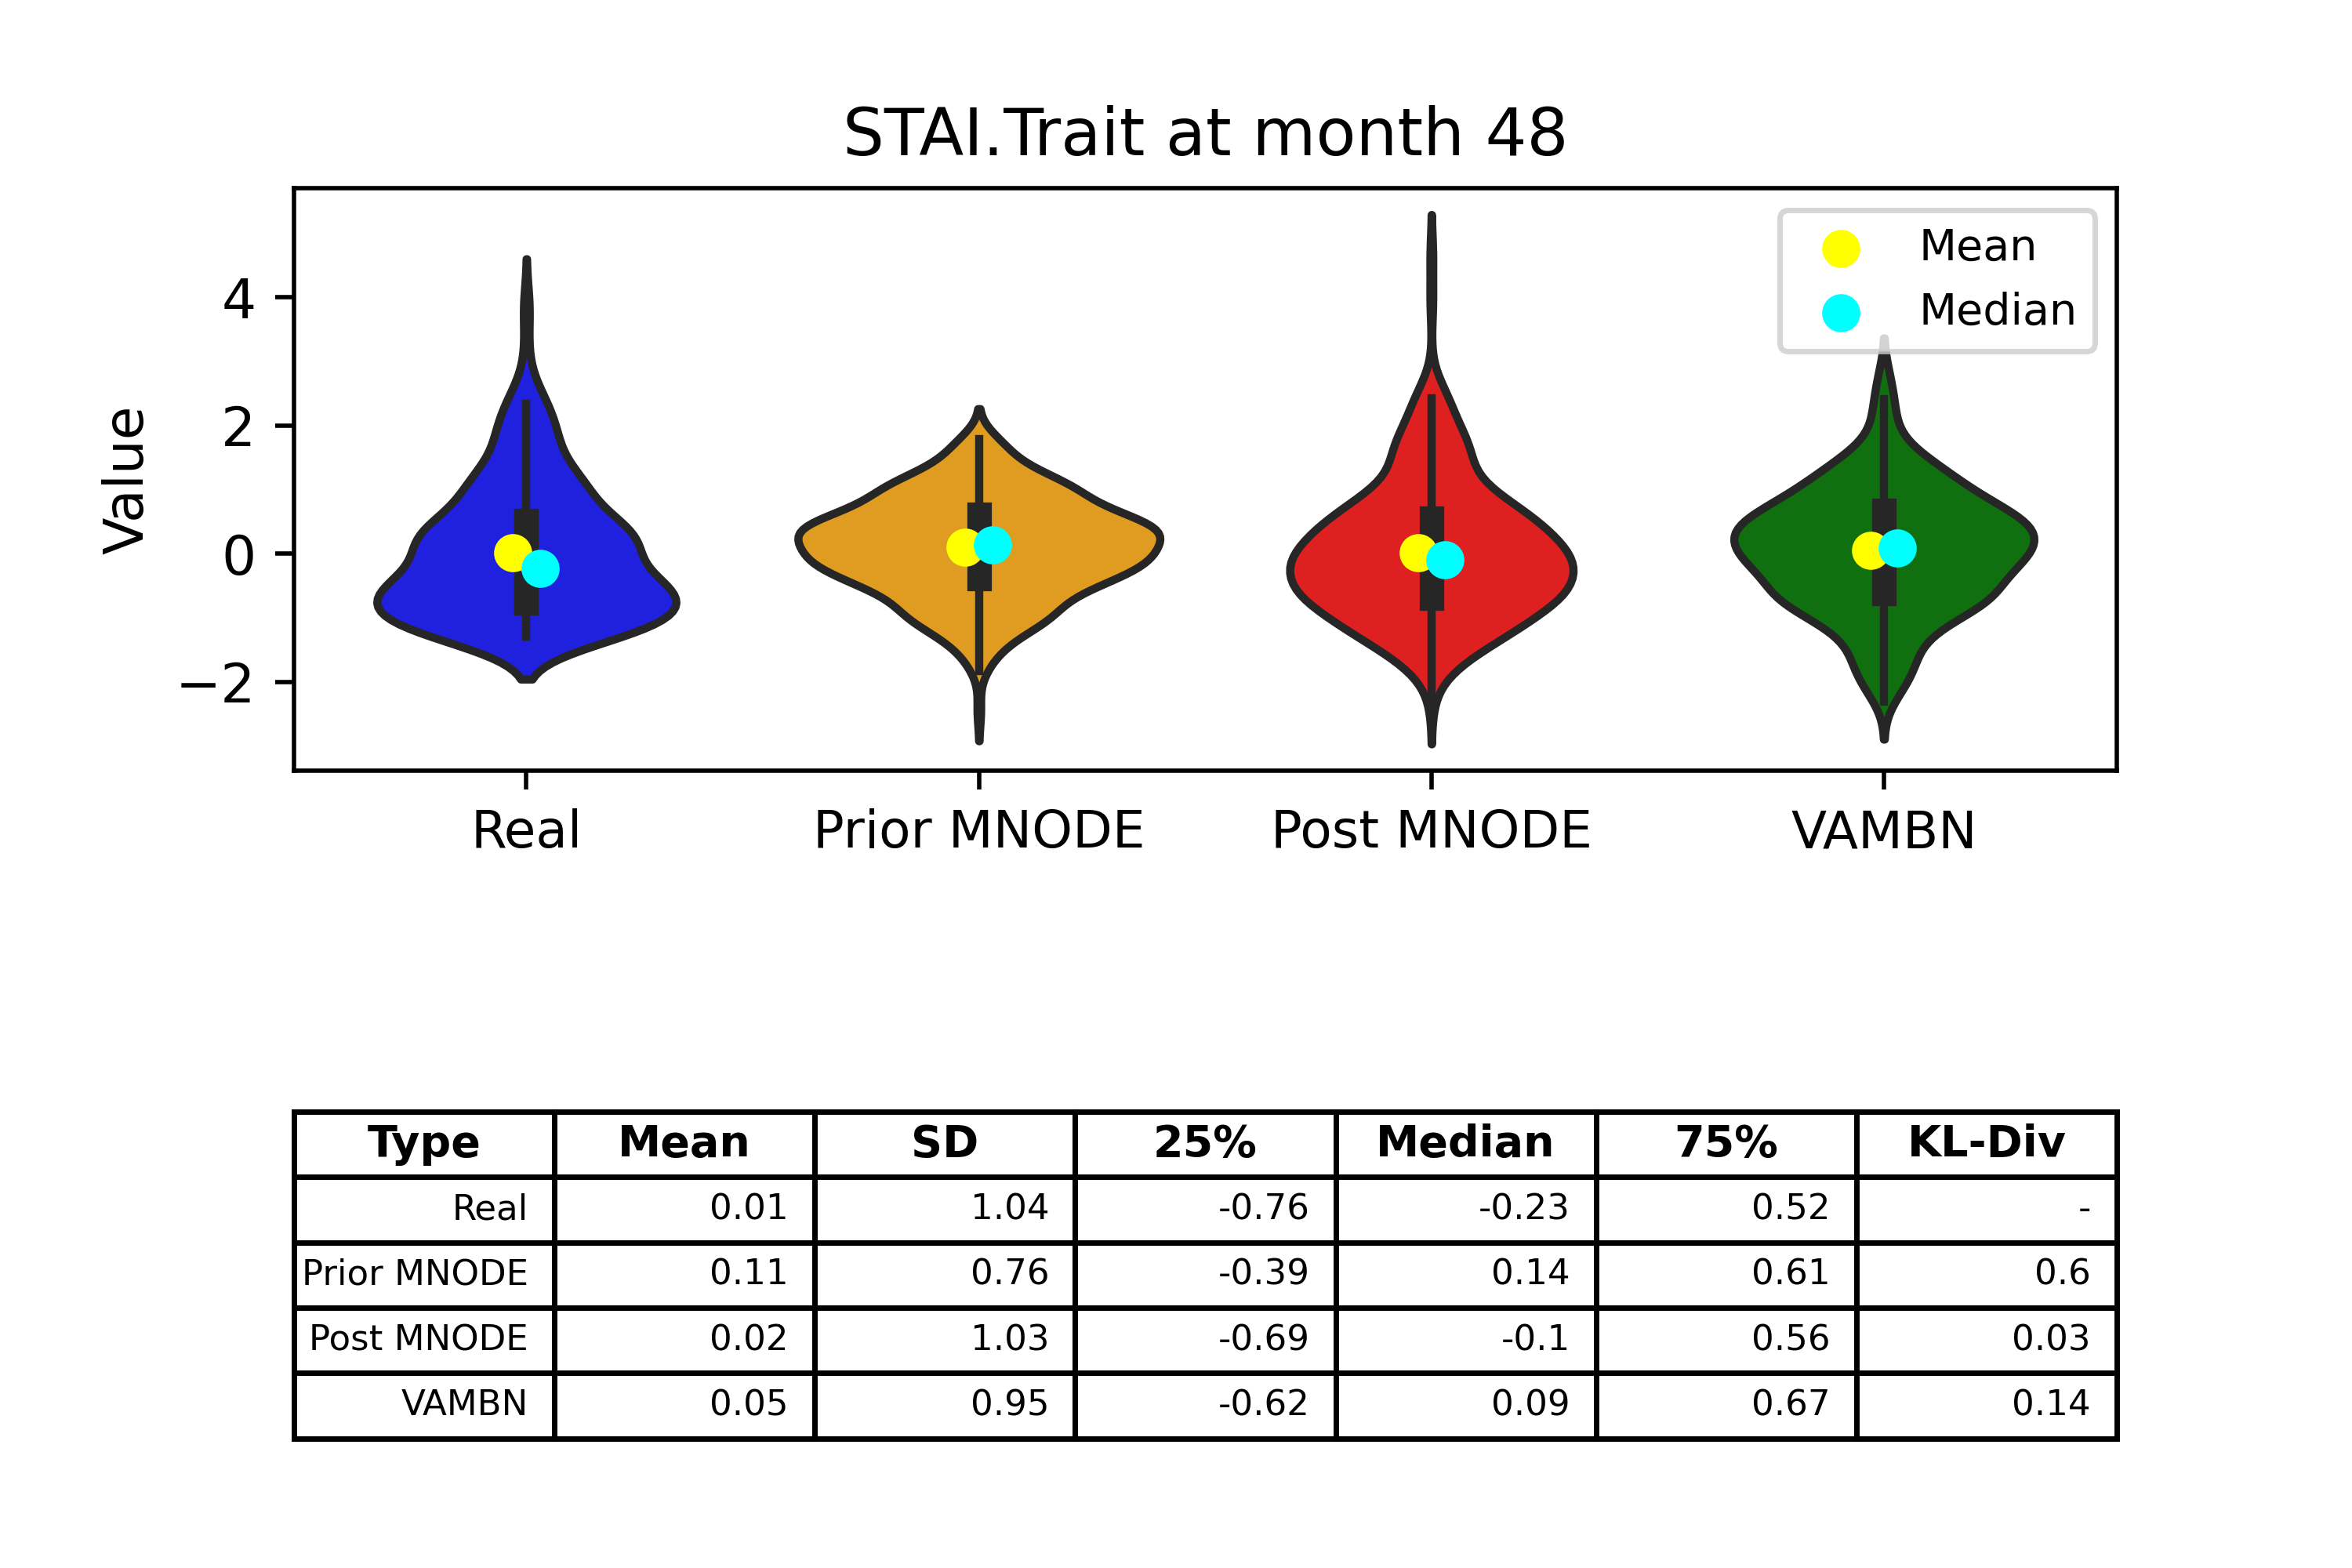 STAI.Trait at month 48
Value
4
2
0
−2
Mean
Median
Real Prior MNODE Post MNODE VAMBN
Type Mean SD 25% Median 75% KL-Div
Real 0.01 1.04 -0.76 -0.23 0.52 -
Prior MNODE 0.11 0.76 -0.39 0.14 0.61 0.6
Post MNODE 0.02 1.03 -0.69 -0.1 0.56 0.03
VAMBN 0.05 0.95 -0.62 0.09 0.67 0.14